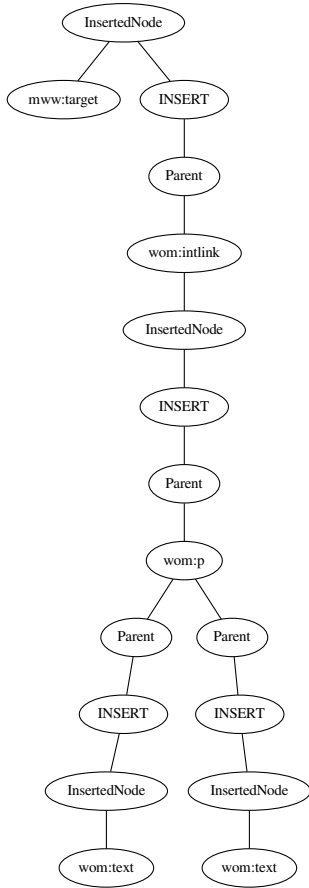 InsertedNode
mww:target INSERT
Parent
wom:intlink
InsertedNode
INSERT
Parent
wom:p
Parent Parent
INSERT INSERT
InsertedNode InsertedNode
wom:text wom:text